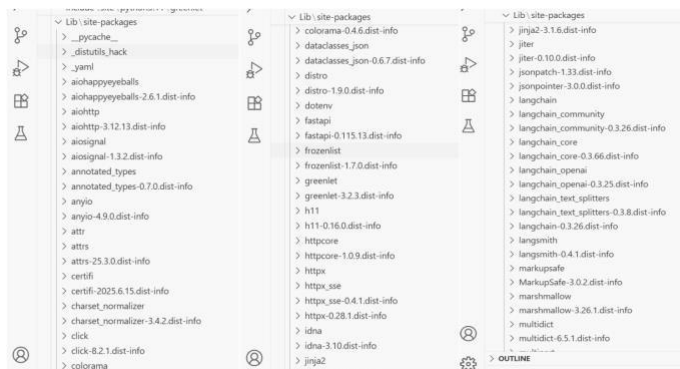 Lib\site-packages
__pycache__
_distutils_hack
_yaml
aiohappyeyeballs
aiohappyeyeballs-2.6.1.dist-info
aiohttp
aiohttp-3.12.13.dist-info
aiosignal
aiosignal-1.3.2.dist-info
annotated_types
annotated_types-0.7.0.dist-info
anyio
anyio-4.9.0.dist-info
attr
attrs
attrs-25.3.0.dist-info
certifi
certifi-2025.6.15.dist-info
charset_normalizer
charset_normalizer-3.4.2.dist-info
click
click-8.2.1.dist-info
colorama
Lib\site-packages
colorama-0.4.6.dist-info
dataclasses_json
dataclasses_json-0.6.7.dist-info
distro
distro-1.9.0.dist-info
dotenv
fastapi
fastapi-0.115.13.dist-info
frozenlist
frozenlist-1.7.0.dist-info
greenlet
greenlet-3.2.3.dist-info
h11
h11-0.16.0.dist-info
httpcore
httpcore-1.0.9.dist-info
httpx
httpx_sse
httpx_sse-0.4.1.dist-info
httpx-0.28.1.dist-info
idna
idna-3.10.dist-info
jinja2
Lib\site-packages
jinja2-3.1.6.dist-info
jiter
jiter-0.10.0.dist-info
jsonpatch-1.33.dist-info
jsonpointer-3.0.0.dist-info
langchain
langchain_community
langchain_community-0.3.26.dist-info
langchain_core
langchain_core-0.3.66.dist-info
langchain_openai
langchain_openai-0.3.25.dist-info
langchain_text_splitters
langchain_text_splitters-0.3.8.dist-info
langchain-0.3.26.dist-info
langsmith
langsmith-0.4.1.dist-info
markupsafe
MarkupSafe-3.0.2.dist-info
marshmallow
marshmallow-3.26.1.dist-info
multidict
multidict-6.5.1.dist-info
OUTLINE